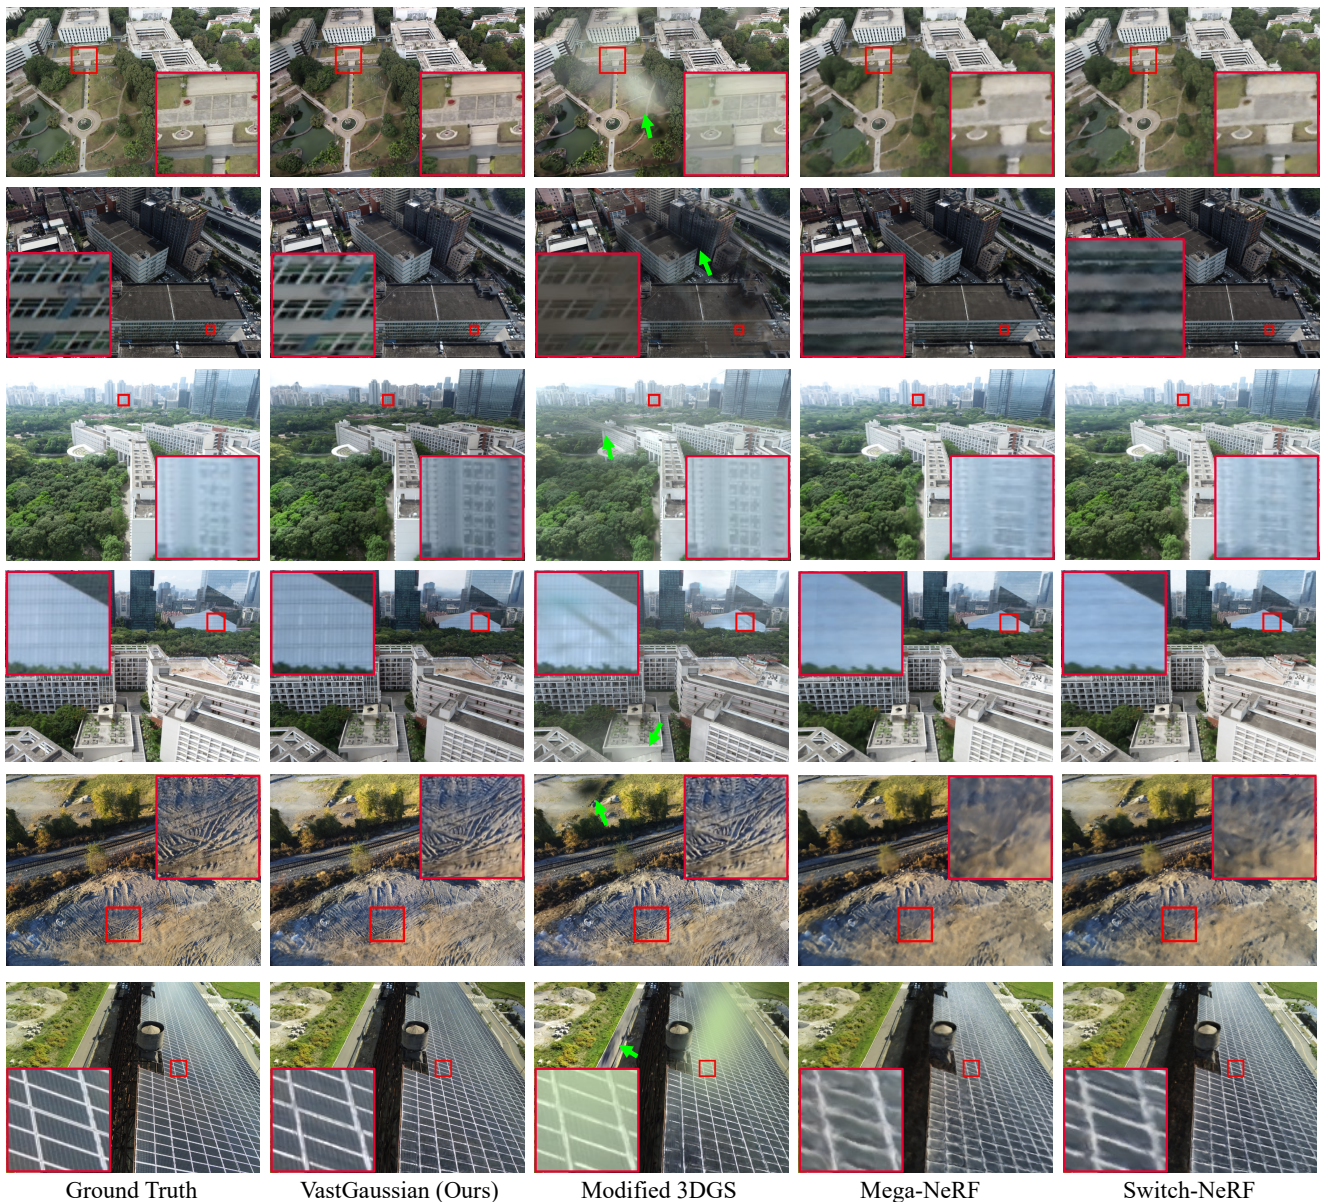 Ground Truth
VastGaussian (Ours)
Modified 3DGS
Mega-NeRF
Switch-NeRF